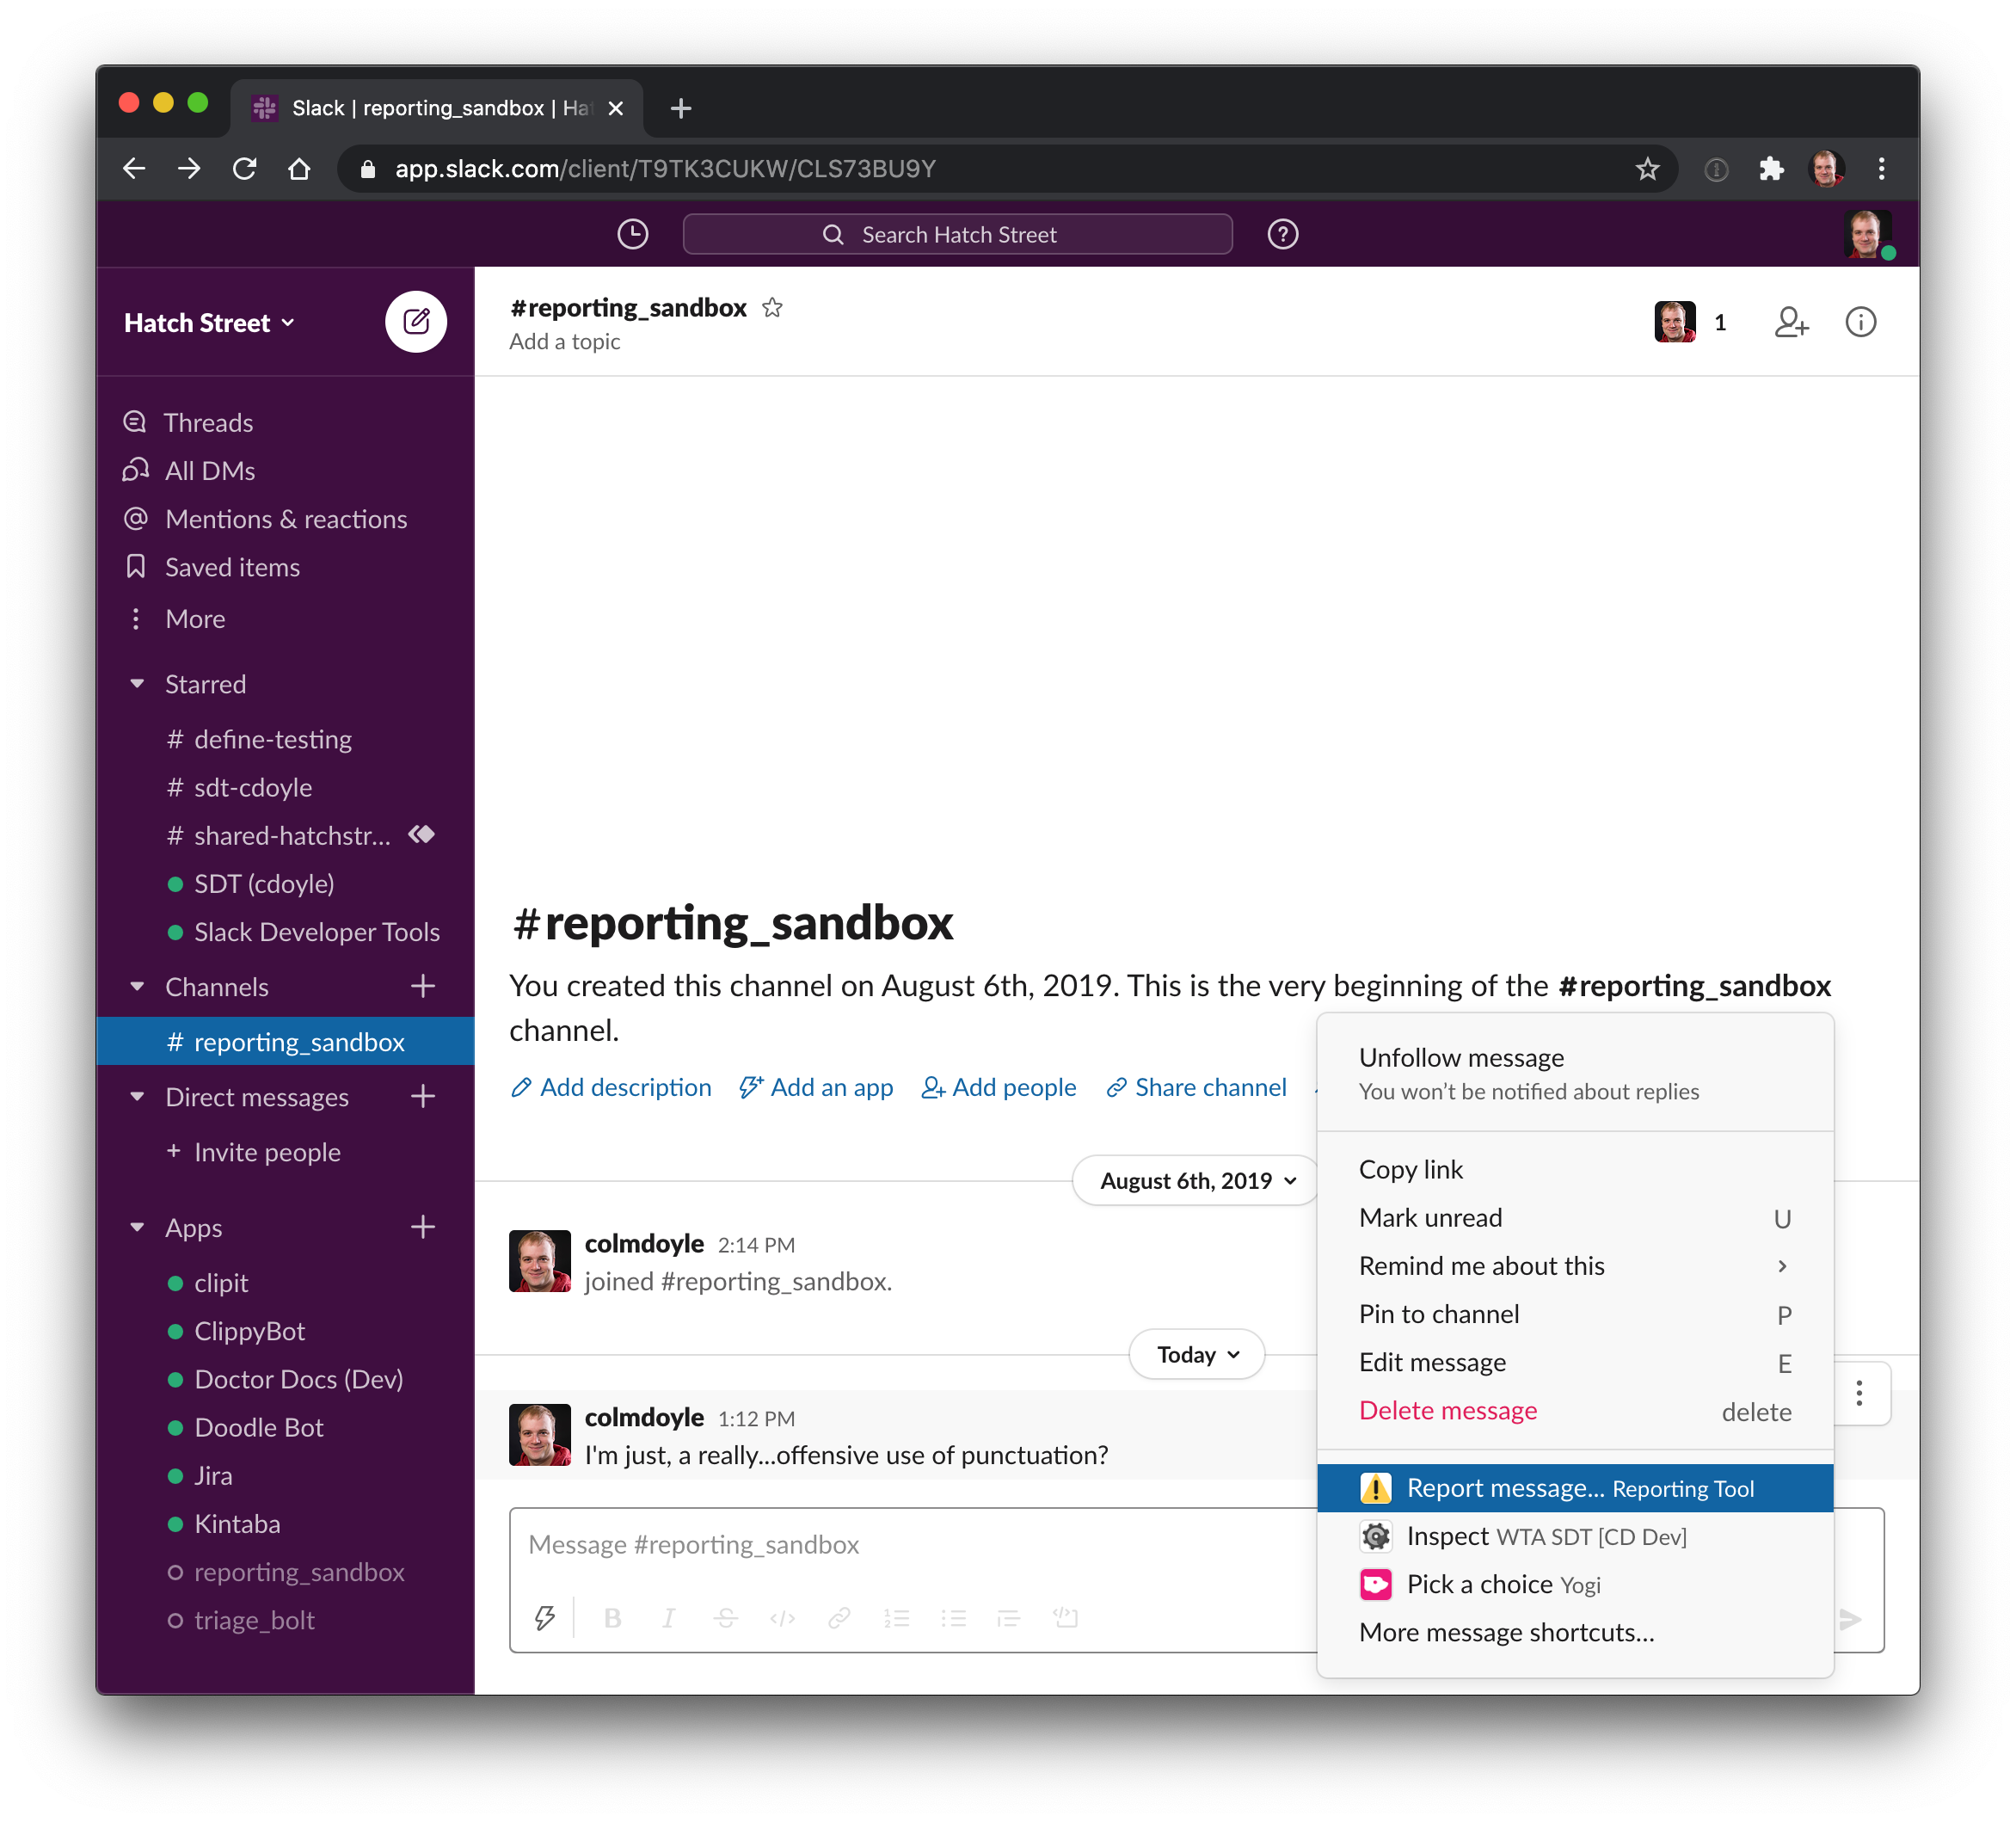 Slack | reporting_sandbox | Ha
app.slack.com/client/T9TK3CUKW/CLS73BU9Y
Search Hatch Street
Hatch Street
Threads
All DMs
Mentions & reactions
Saved items
More
Starred
# define-testing
# sdt-cdoyle
# shared-hatchstr...
SDT (cdoyle)
Slack Developer Tools
Channels +
# reporting_sandbox
Direct messages +
+ Invite people
Apps +
clipit
ClippyBot
Doctor Docs (Dev)
Doodle Bot
Jira
Kintaba
reporting_sandbox
triage_bolt
#reporting_sandbox
Add a topic
1
#reporting_sandbox
You created this channel on August 6th, 2019. This is the very beginning of the #reporting_sandbox
channel.
Add description Add an app Add people Share channel
August 6th, 2019
colmdoyle 2:14 PM
joined #reporting_sandbox.
Today
colmdoyle 1:12 PM
I'm just, a really...offensive use of punctuation?
Message #reporting_sandbox
Unfollow message
You won't be notified about replies
Copy link
Mark unread U
Remind me about this
Pin to channel P
Edit message E
Delete message delete
Report message... Reporting Tool
Inspect WTA SDT [CD Dev]
Pick a choice Yogi
More message shortcuts...